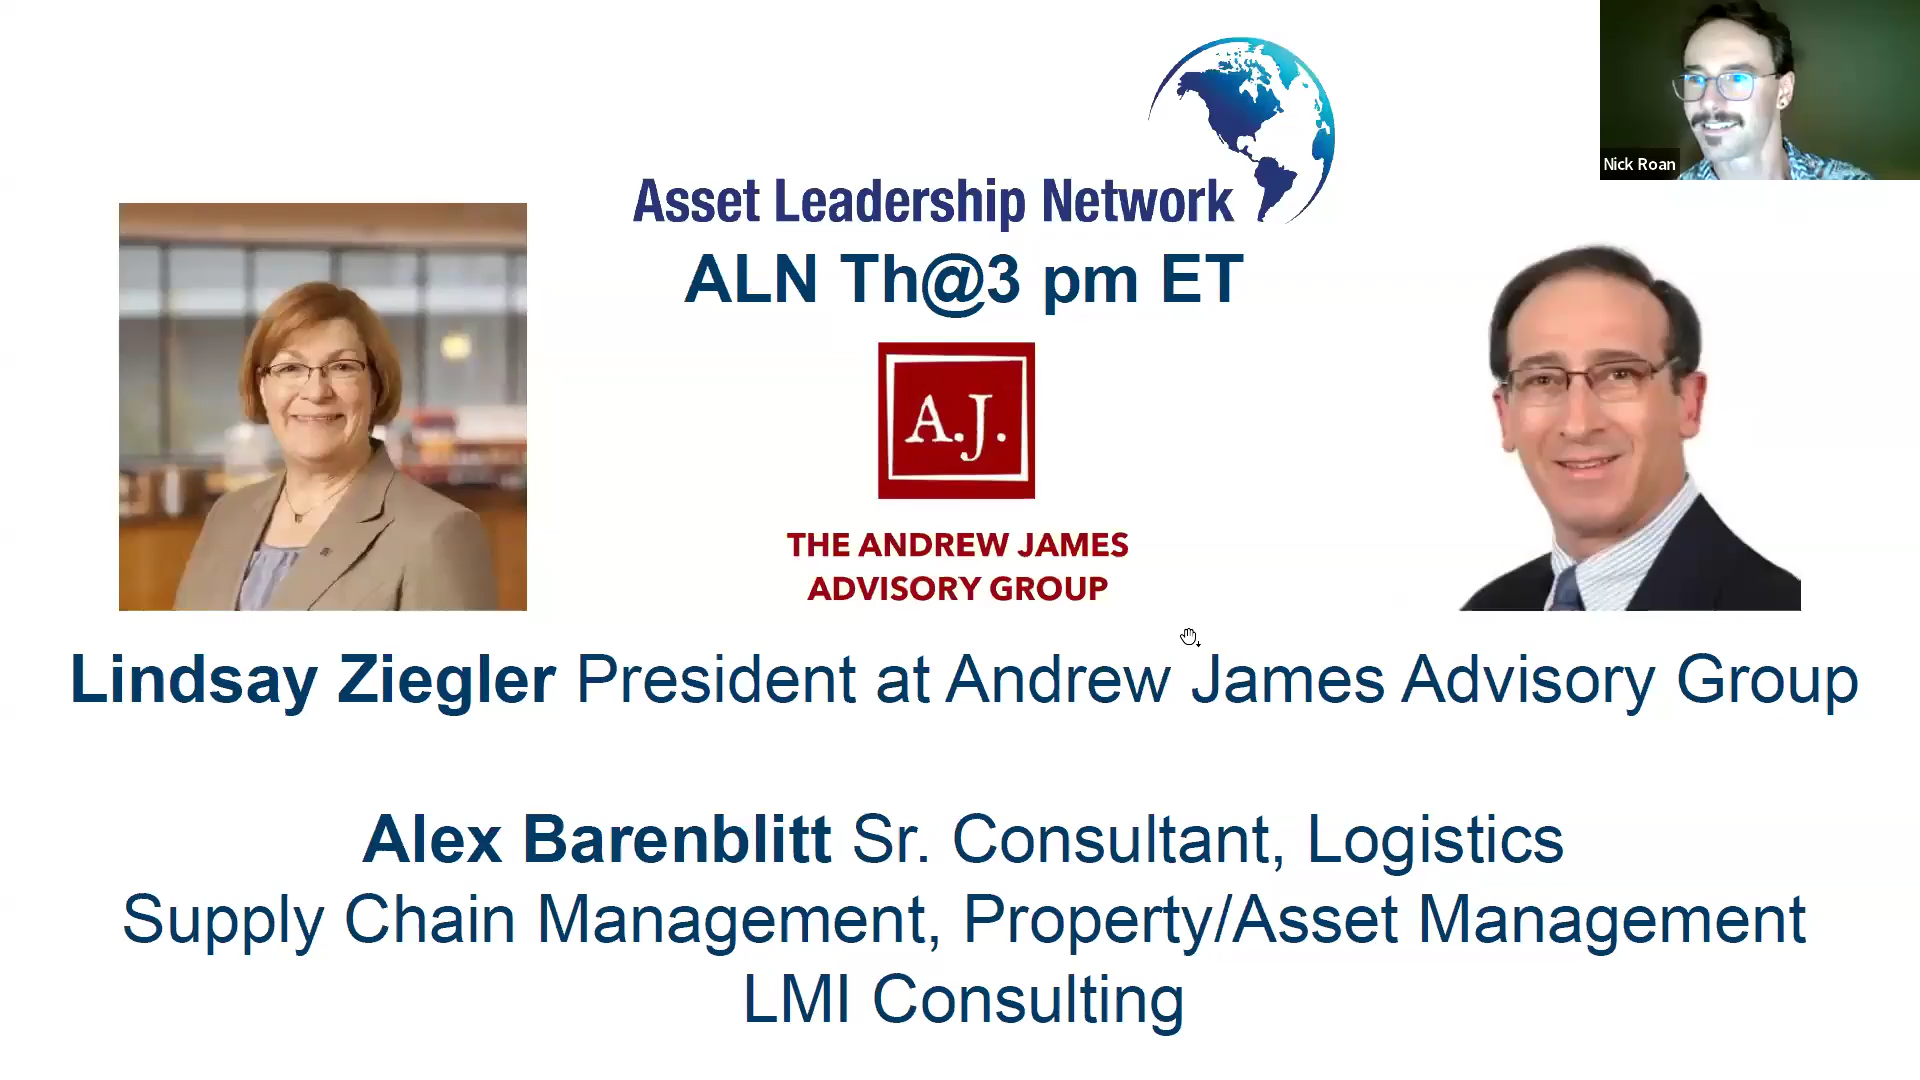 Nick Roan
Asset Leadership Network
ALN Th@3 pm ET
A.J.
THE ANDREW JAMES
ADVISORY GROUP
Lindsay Ziegler President at Andrew James Advisory Group
Alex Barenblitt Sr. Consultant, Logistics
Supply Chain Management, Property/Asset Management
LMI Consulting